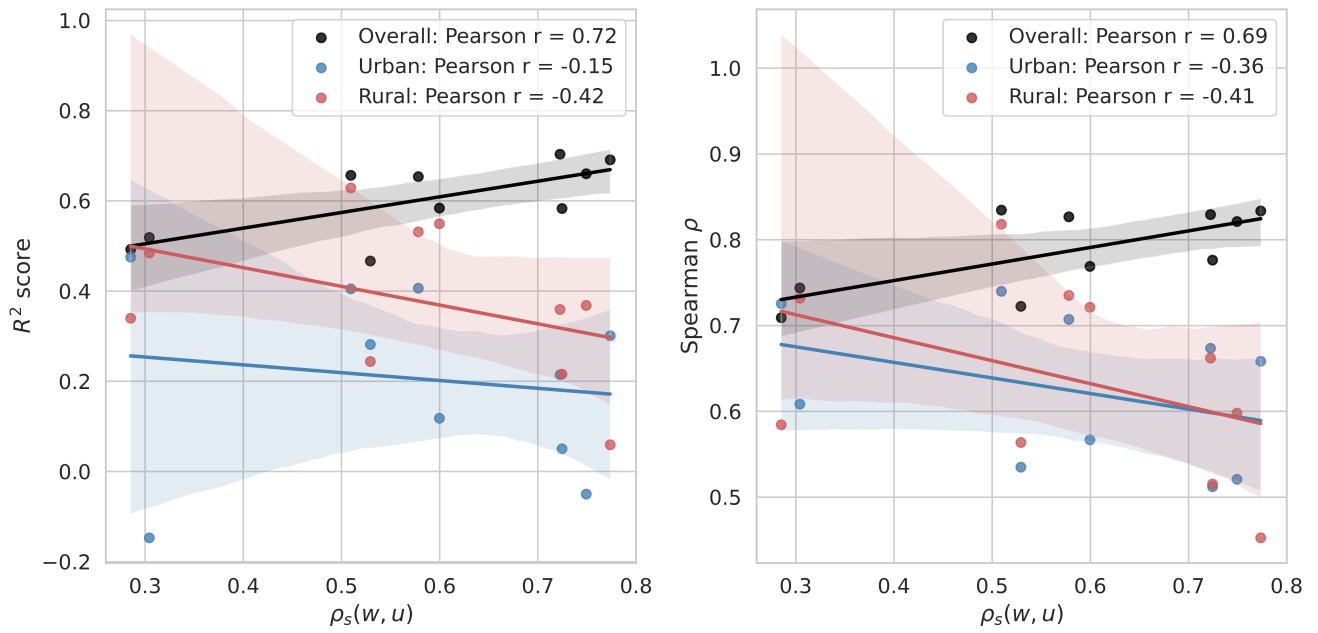 Overall: Pearson r = 0.72
Urban: Pearson r = -0.15
Rural: Pearson r = -0.42
1.0
0.8
0.6
0.4
0.2
0.0
−0.2
R² score
0.3 0.4 0.5 0.6 0.7 0.8
ρₛ(w, u)
Overall: Pearson r = 0.69
Urban: Pearson r = -0.36
Rural: Pearson r = -0.41
1.0
0.9
0.8
0.7
0.6
0.5
Spearman ρ
0.3 0.4 0.5 0.6 0.7 0.8
ρₛ(w, u)